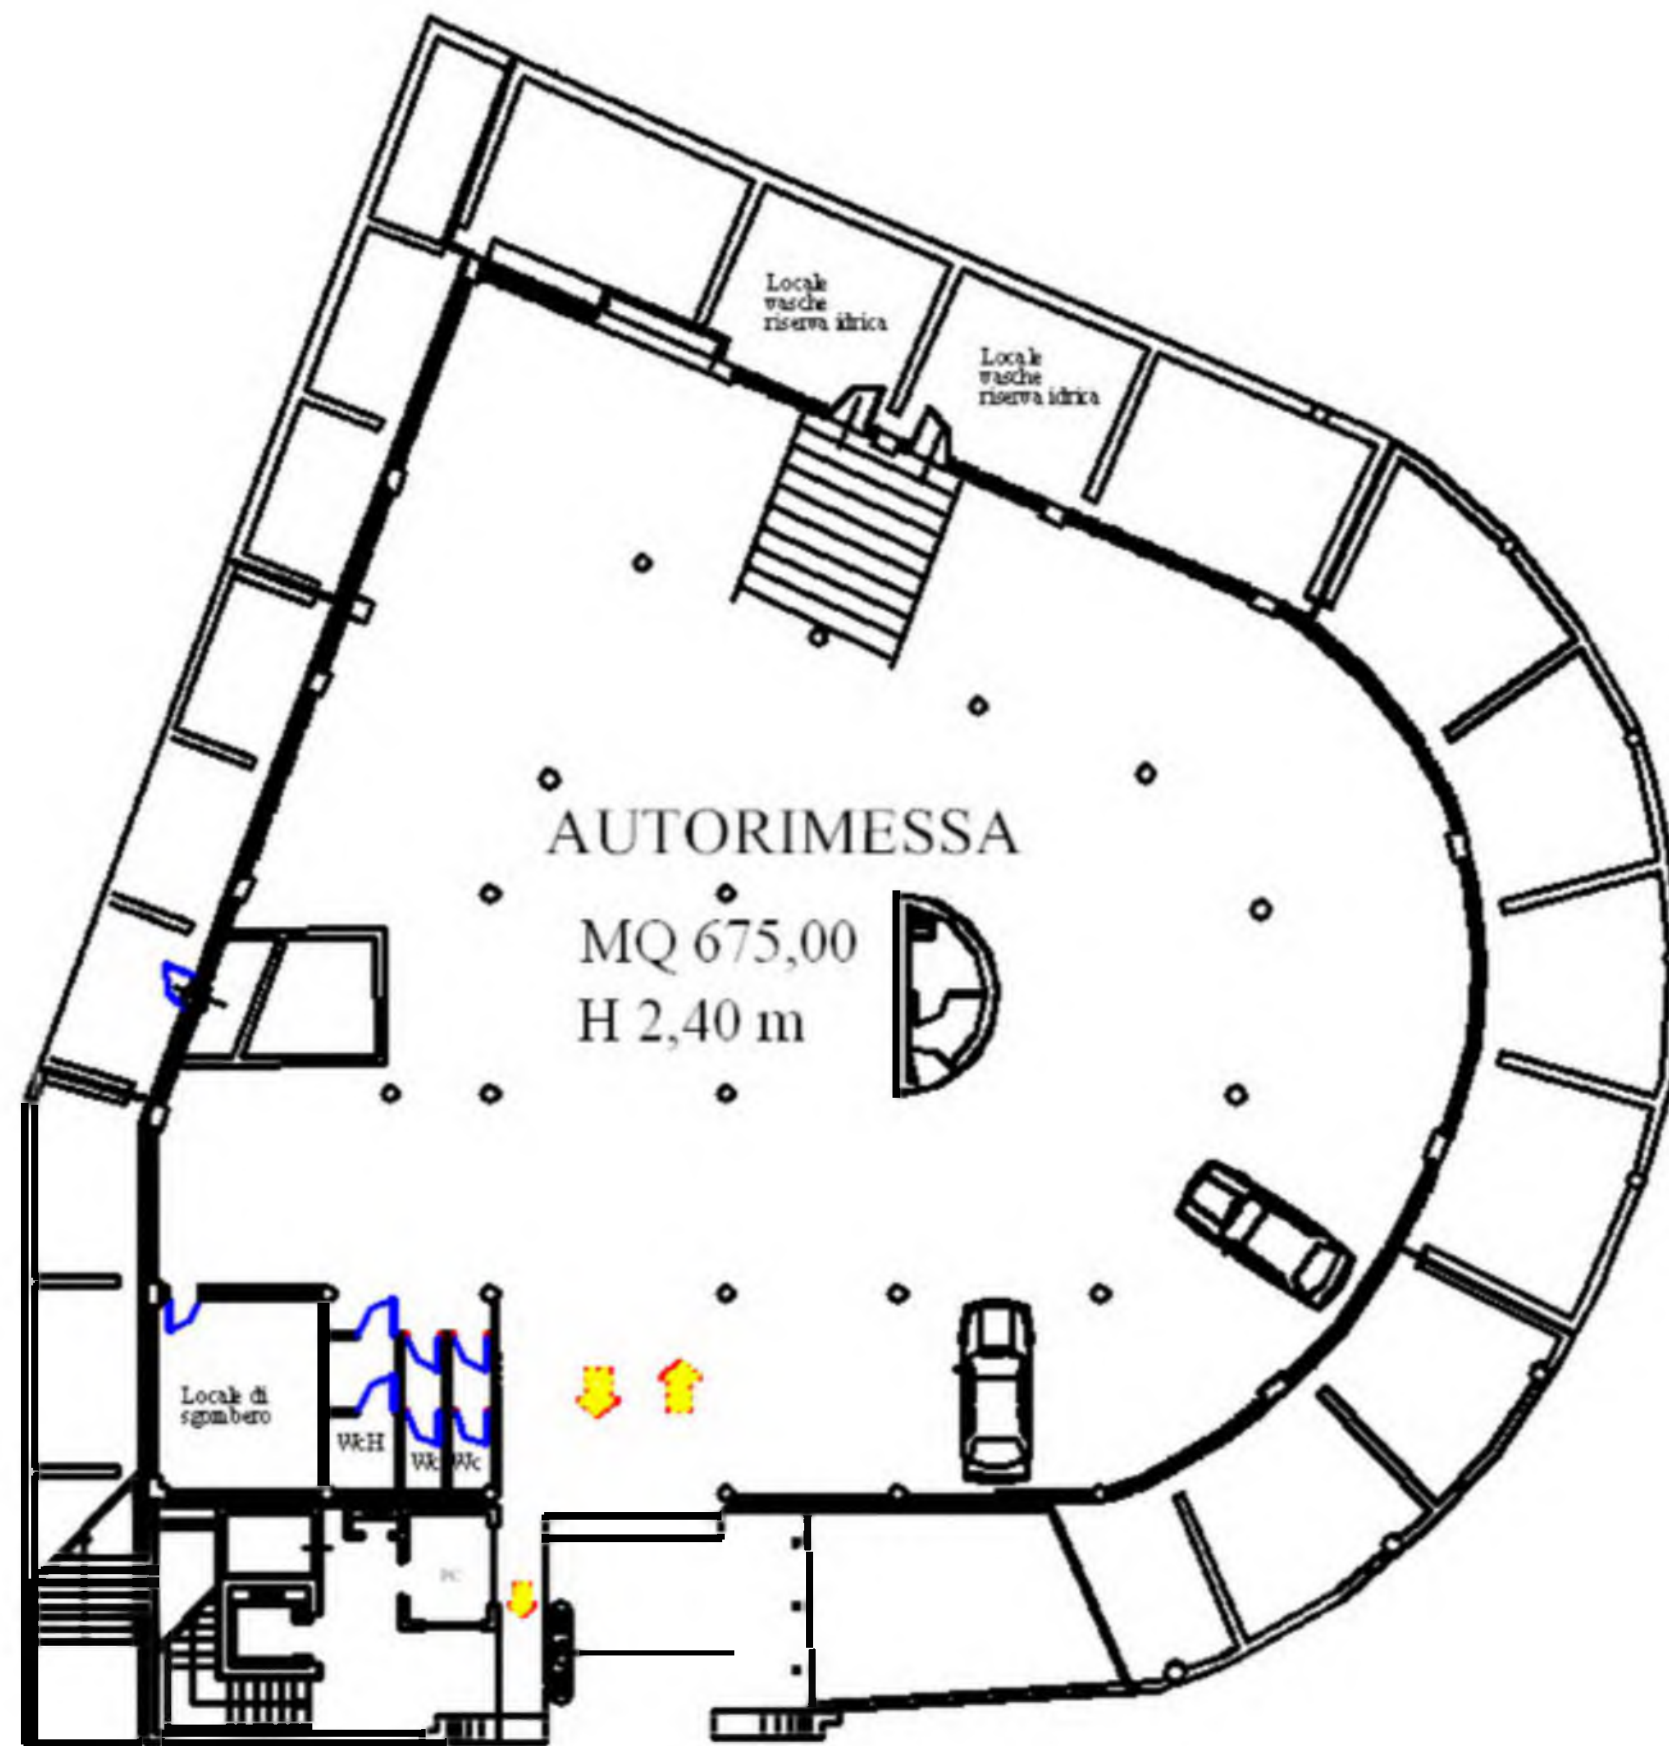 Locale
vasche
riserva idrica
Locale
vasche
riserva idrica
AUTORIMESSA
MQ 675,00
H 2,40 m
Locale di
sgombero
WcH
Wc
Wc